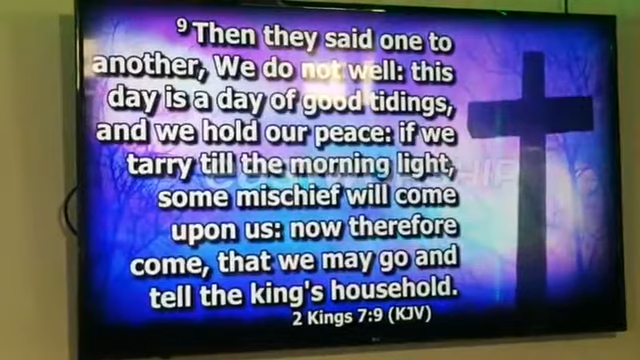 9 Then they said one to
another, We do not well: this
day is a day of good tidings,
and we hold our peace: if we
tarry till the morning light,
some mischief will come
upon us: now therefore
come, that we may go and
tell the king's household.
2 Kings 7:9 (KJV)